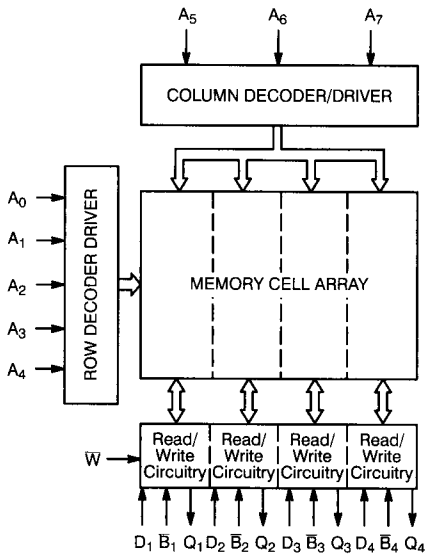 A5 A6 A7
COLUMN DECODER/DRIVER
A0
A1
A2
A3
A4
ROW DECODER DRIVER
MEMORY CELL ARRAY
W̅
Read/
Write
Circuitry
Read/
Write
Circuitry
Read/
Write
Circuitry
Read/
Write
Circuitry
D1 B̅1 Q1 D2 B̅2 Q2 D3 B̅3 Q3 D4 B̅4 Q4